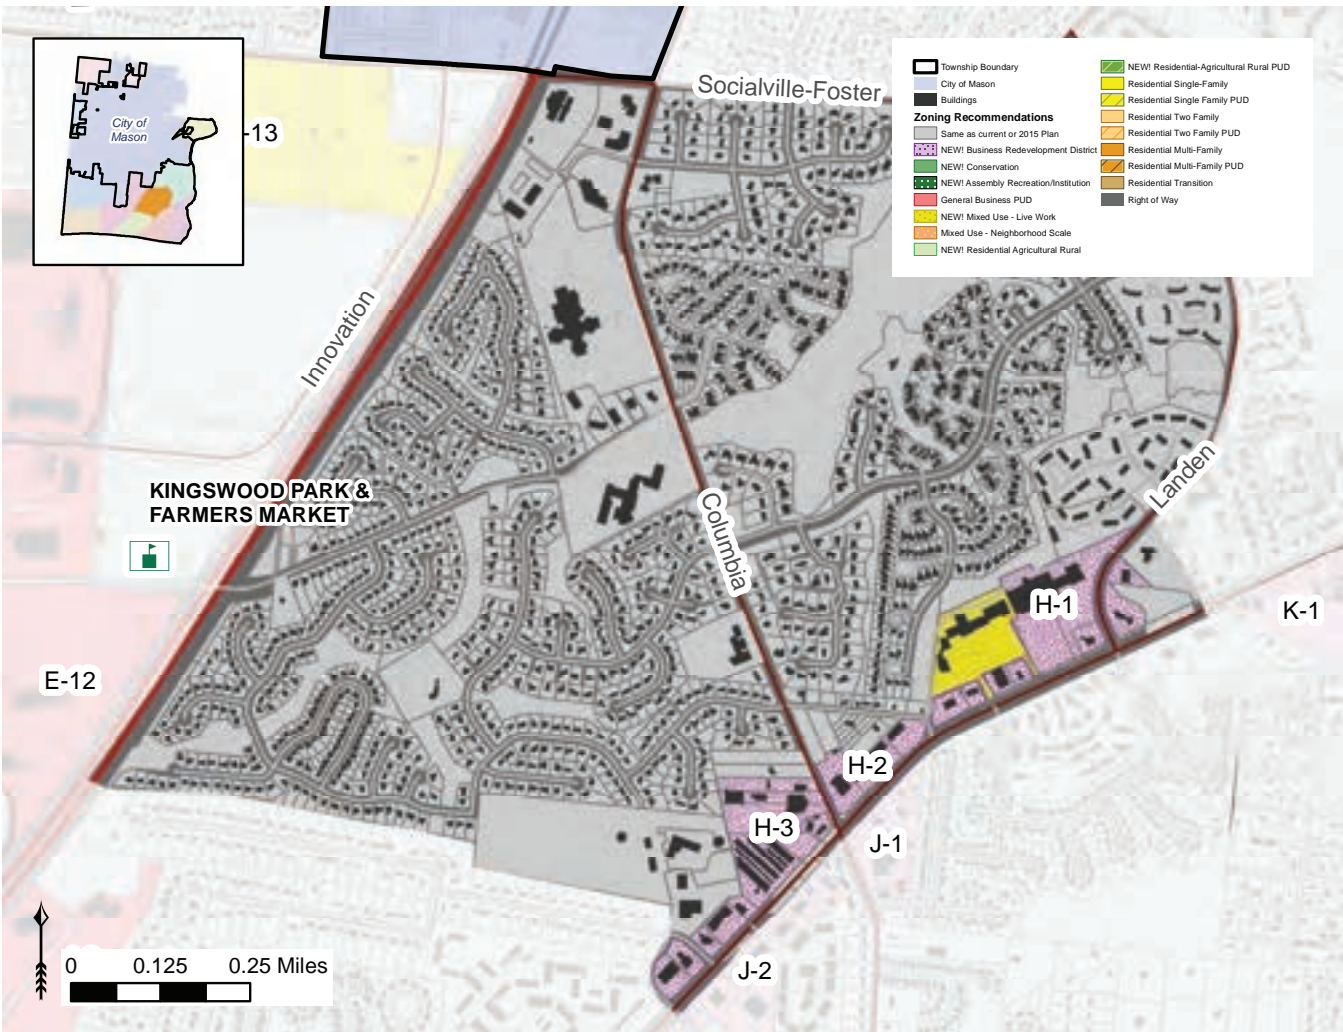 City of
Mason
-13
Socialville-Foster
Township Boundary
City of Mason
Buildings
Zoning Recommendations
Same as current or 2015 Plan
NEW! Business Redevelopment District
NEW! Conservation
NEW! Assembly Recreation/Institution
General Business PUD
NEW! Mixed Use - Live Work
Mixed Use - Neighborhood Scale
NEW! Residential Agricultural Rural
NEW! Residential-Agricultural Rural PUD
Residential Single-Family
Residential Single Family PUD
Residential Two Family
Residential Two Family PUD
Residential Multi-Family
Residential Multi-Family PUD
Residential Transition
Right of Way
Innovation
KINGSWOOD PARK &
FARMERS MARKET
Columbia
Landen
H-1
K-1
E-12
H-2
H-3
J-1
J-2
0 0.125 0.25 Miles